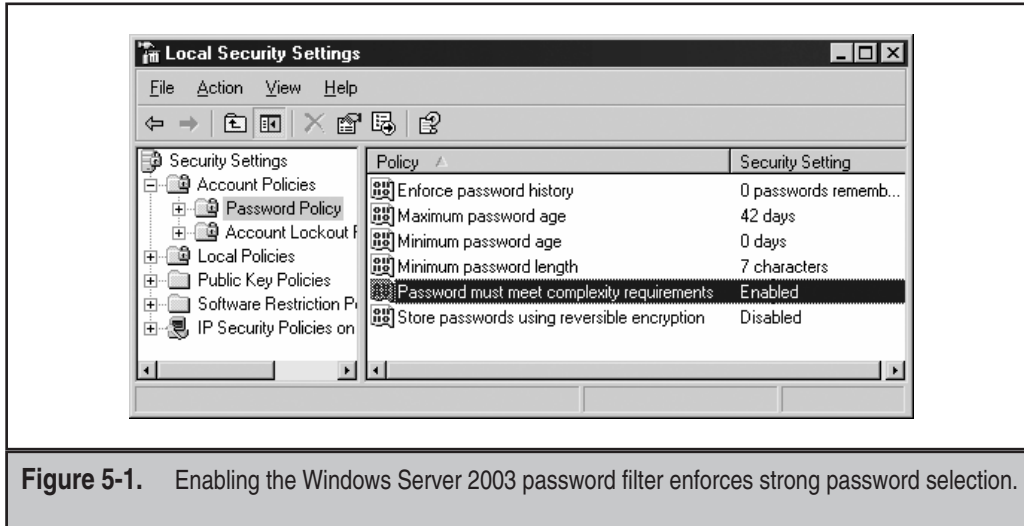 Local Security Settings
File Action View Help
Security Settings
Account Policies
Password Policy
Account Lockout P
Local Policies
Public Key Policies
Software Restriction P
IP Security Policies on
Policy Security Setting
Enforce password history 0 passwords rememb...
Maximum password age 42 days
Minimum password age 0 days
Minimum password length 7 characters
Password must meet complexity requirements Enabled
Store passwords using reversible encryption Disabled
Figure 5-1. Enabling the Windows Server 2003 password filter enforces strong password selection.